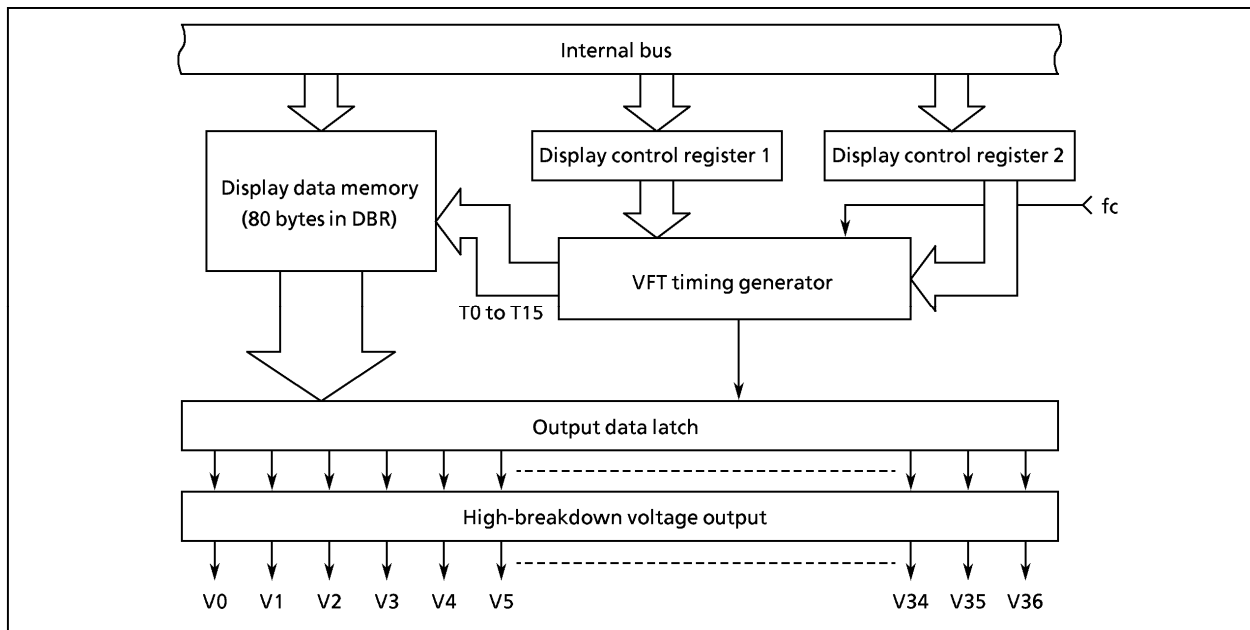 Internal bus
Display control register 1
Display control register 2
Display data memory
(80 bytes in DBR)
fc
VFT timing generator
T0 to T15
Output data latch
High-breakdown voltage output
V0 V1 V2 V3 V4 V5 V34 V35 V36